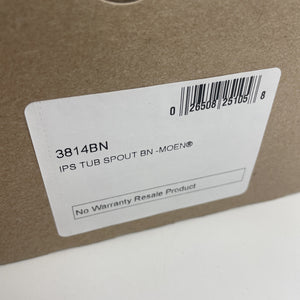 0 26508 25105 8
3814BN
IPS TUB SPOUT BN -MOEN®
No Warranty Resale Product